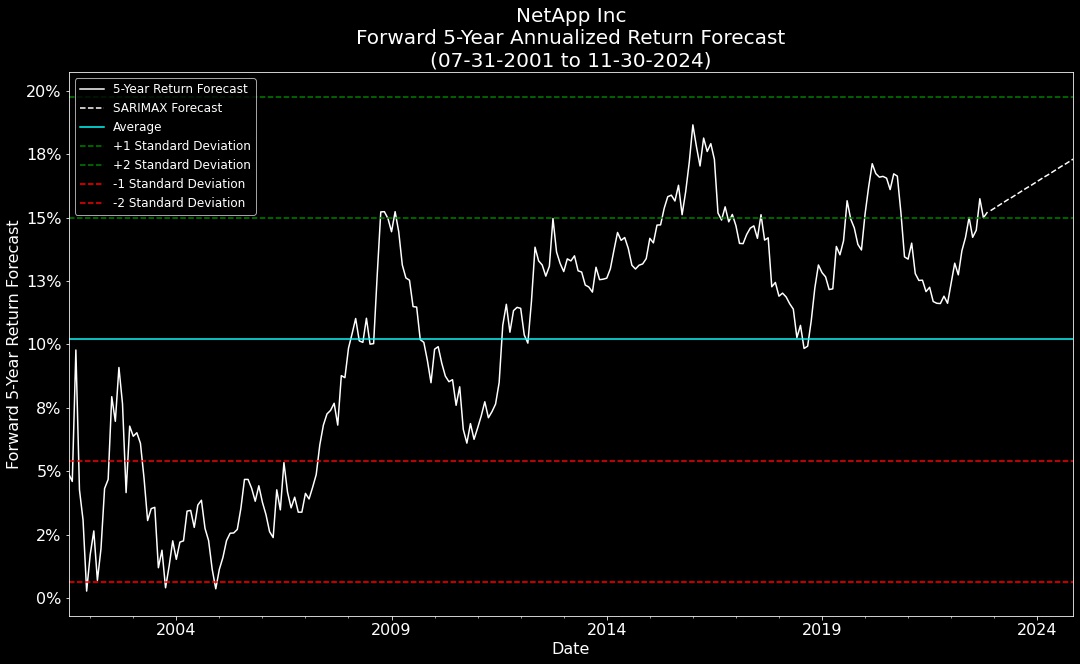 NetApp Inc
Forward 5-Year Annualized Return Forecast
(07-31-2001 to 11-30-2024)
5-Year Return Forecast
SARIMAX Forecast
Average
+1 Standard Deviation
+2 Standard Deviation
-1 Standard Deviation
-2 Standard Deviation
Forward 5-Year Return Forecast
20%
18%
15%
13%
10%
8%
5%
2%
0%
2004 2009 2014 2019 2024
Date